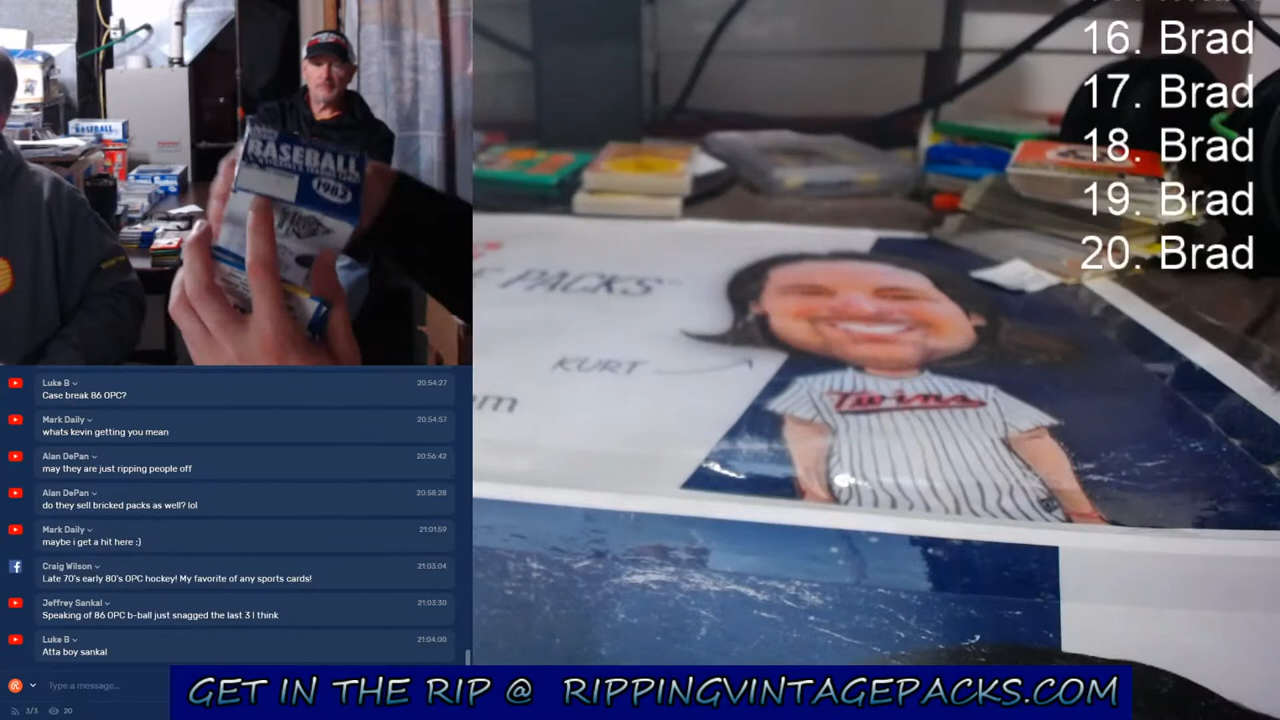 16. Brad
17. Brad
18. Brad
19. Brad
20. Brad
BASEBALL
BASEBALL
1983
E PACKS
KURT
Twins
Luke B
20:54:27
Case break 86 OPC?
Mark Daily
20:54:57
whats kevin getting you mean
Alan DePan
20:56:42
may they are just ripping people off
Alan DePan
20:58:28
do they sell bricked packs as well? lol
Mark Daily
21:01:59
maybe i get a hit here :)
Craig Wilson
21:03:04
Late 70's early 80's OPC hockey! My favorite of any sports cards!
Jeffrey Sankal
21:03:30
Speaking of 86 OPC b-ball just snagged the last 3 I think
Luke B
21:04:00
Atta boy sankal
Type a message...
3/3 20
GET IN THE RIP @ RIPPINGVINTAGEPACKS.COM